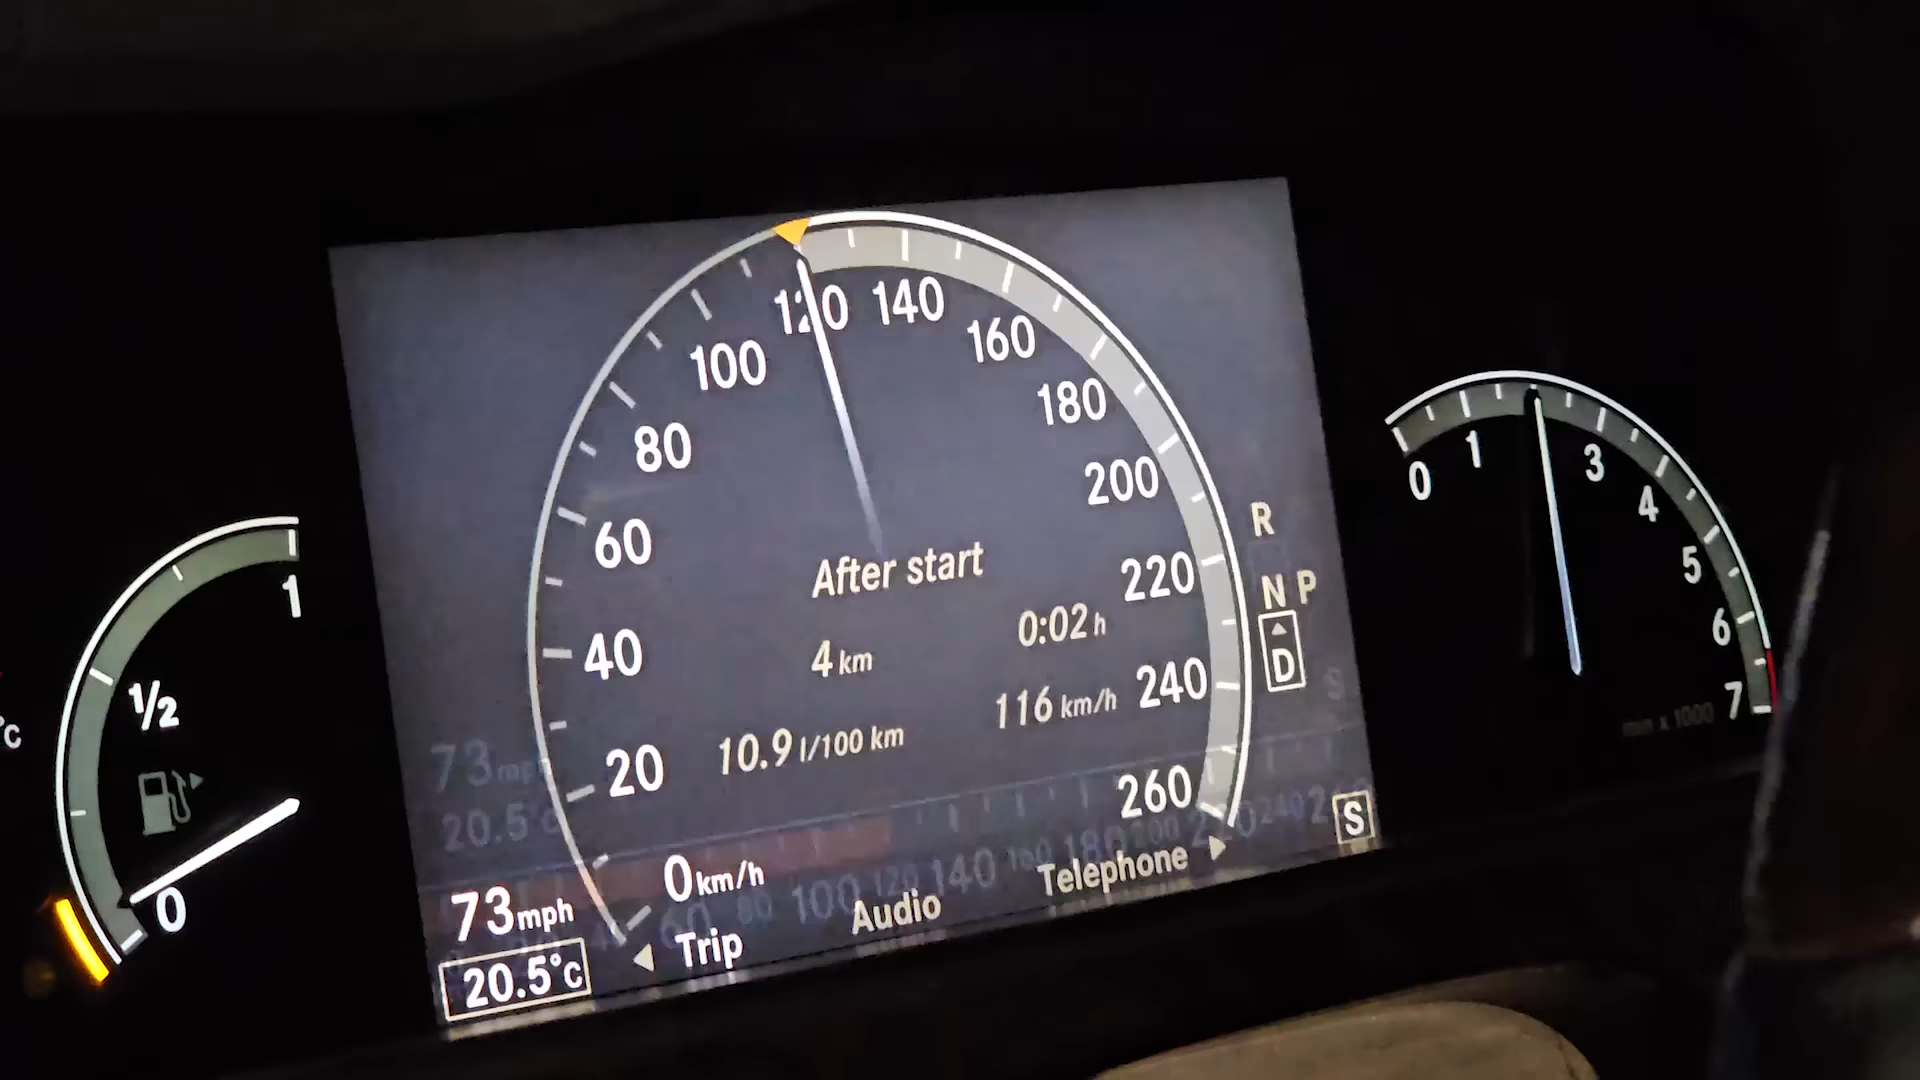 1
½
0
°C
0
20
40
60
80
100
120
140
160
180
200
220
240
260
0 km/h
After start
4 km
0:02 h
10.9 l/100 km
116 km/h
R
N P
D
S
73 mph
20.5°C
Trip
Audio
Telephone
0
1
3
4
5
6
7